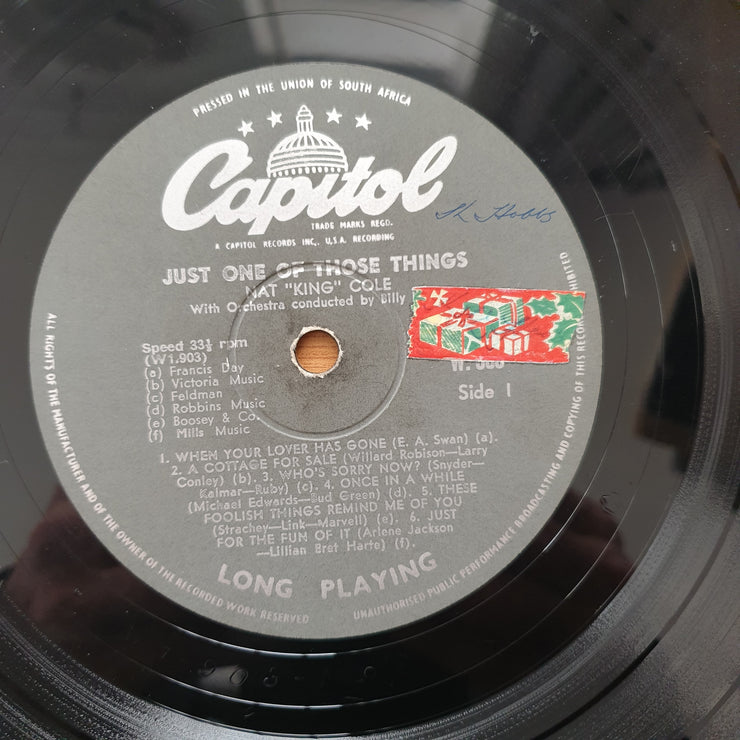 PRESSED IN THE UNION OF SOUTH AFRICA
Capitol
TRADE MARKS REGD.
A CAPITOL RECORDS INC., U.S.A. RECORDING
JUST ONE OF THOSE THINGS
NAT "KING" COLE
With Orchestra conducted by Billy
Speed 33⅓ rpm
(W1.903)
(a) Francis Day
(b) Victoria Music
(c) Feldman
(d) Robbins Music
(e) Boosey & Co.
(f) Mills Music
Side 1
1. WHEN YOUR LOVER HAS GONE (E. A. Swan) (a).
2. A COTTAGE FOR SALE (Willard Robison—Larry
Conley) (b). 3. WHO'S SORRY NOW? (Snyder—
Kalmar—Ruby) (c). 4. ONCE IN A WHILE
(Michael Edwards—Bud Green) (d). 5. THESE
FOOLISH THINGS REMIND ME OF YOU
(Strachey—Link—Marvell) (e). 6. JUST
FOR THE FUN OF IT (Arlene Jackson
—Lillian Bret Harte) (f).
LONG PLAYING
ALL RIGHTS OF THE MANUFACTURER AND OF THE OWNER OF THE RECORDED WORK RESERVED
UNAUTHORISED PUBLIC PERFORMANCE BROADCASTING AND COPYING OF THIS RECORD PROHIBITED